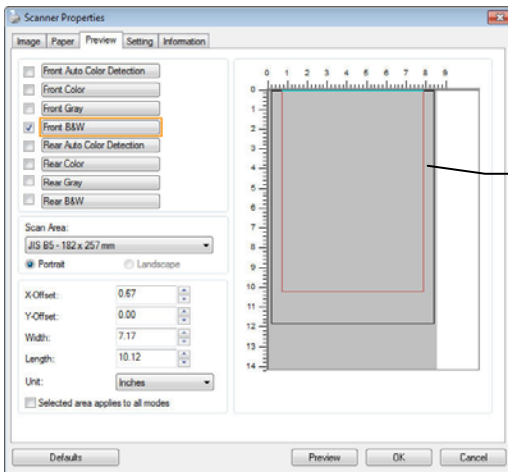 Scanner Properties
Image Paper Preview Setting Information
Front Auto Color Detection
Front Color
Front Gray
Front B&W
Rear Auto Color Detection
Rear Color
Rear Gray
Rear B&W
Scan Area:
JIS B5 - 182 x 257 mm
Portrait Landscape
X-Offset: 0.67
Y-Offset: 0.00
Width: 7.17
Length: 10.12
Unit: Inches
Selected area applies to all modes
0 1 2 3 4 5 6 7 8 9
0
1
2
3
4
5
6
7
8
9
10
11
12
13
14
Defaults Preview OK Cancel